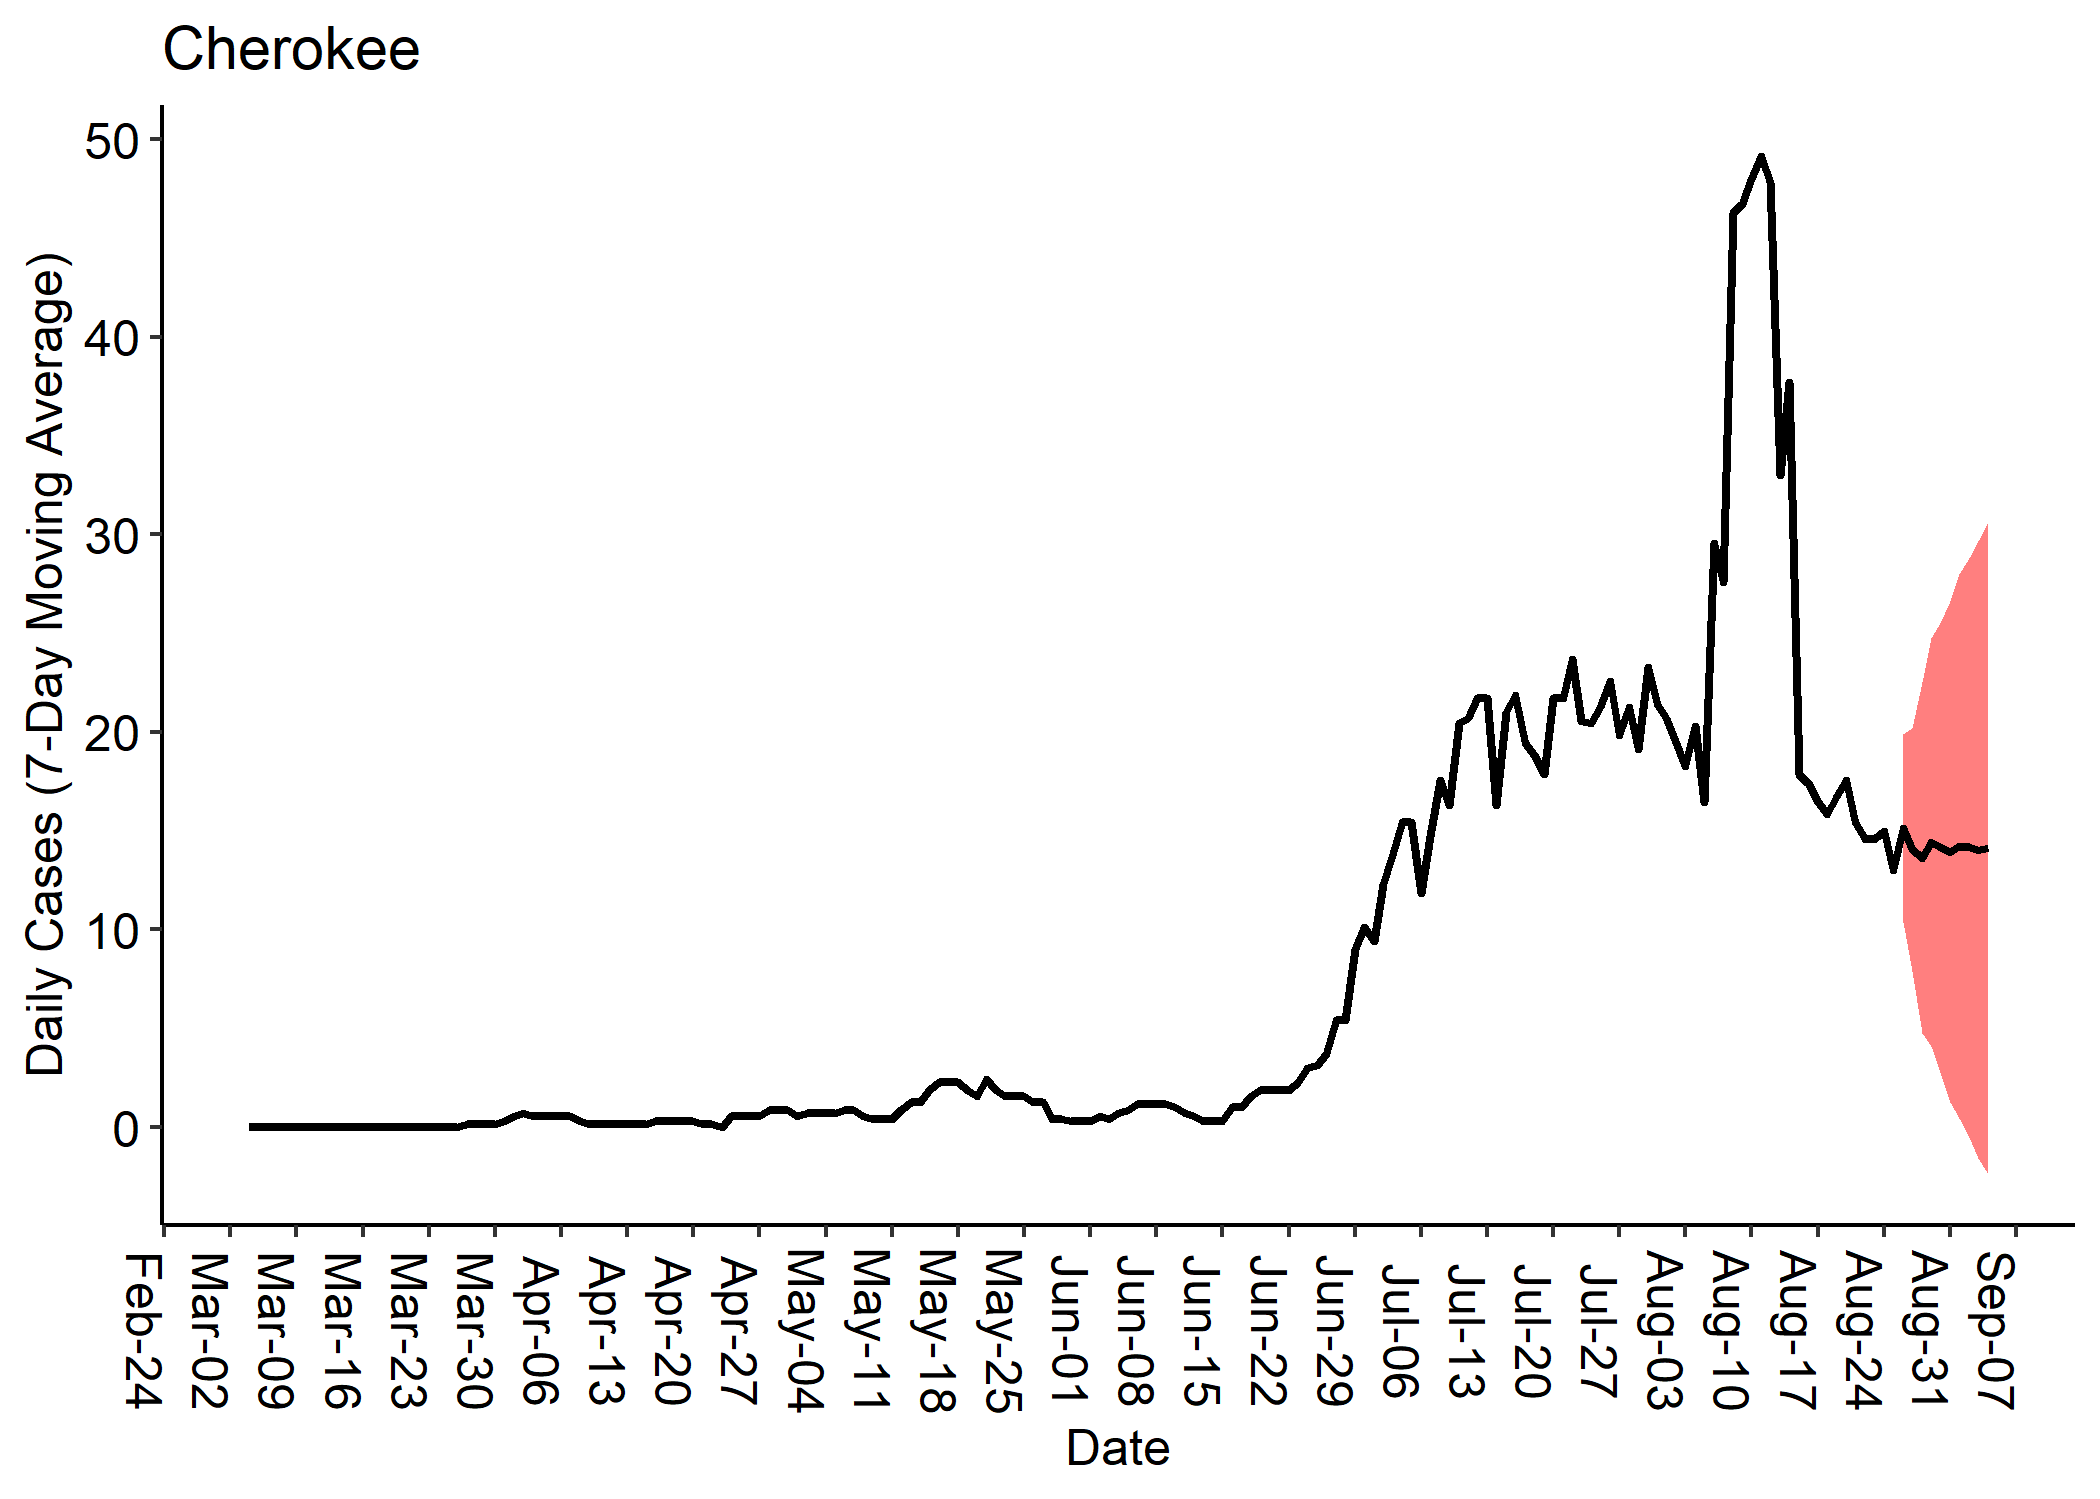 Cherokee
Daily Cases (7-Day Moving Average)
50
40
30
20
10
0
Feb-24
Mar-02
Mar-09
Mar-16
Mar-23
Mar-30
Apr-06
Apr-13
Apr-20
Apr-27
May-04
May-11
May-18
May-25
Jun-01
Jun-08
Jun-15
Jun-22
Jun-29
Jul-06
Jul-13
Jul-20
Jul-27
Aug-03
Aug-10
Aug-17
Aug-24
Aug-31
Sep-07
Date